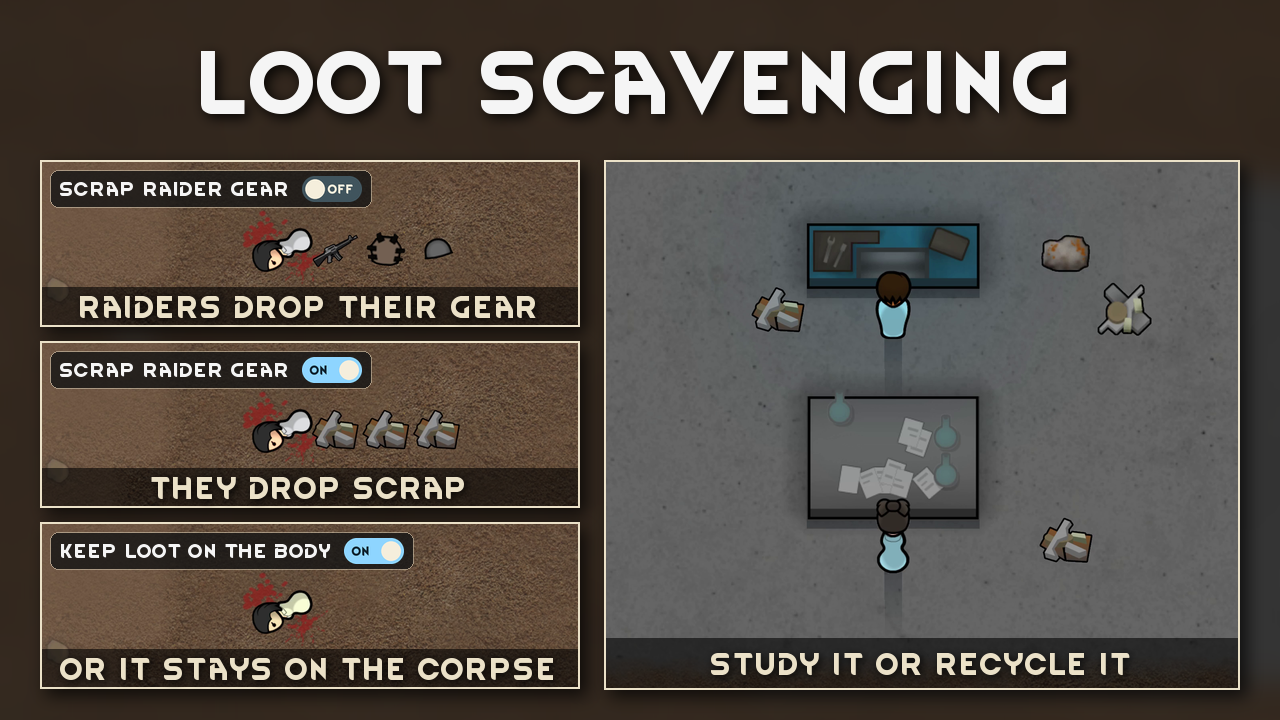 LOOT SCAVENGING
SCRAP RAIDER GEAR OFF
RAIDERS DROP THEIR GEAR
SCRAP RAIDER GEAR ON
THEY DROP SCRAP
KEEP LOOT ON THE BODY ON
OR IT STAYS ON THE CORPSE
STUDY IT OR RECYCLE IT